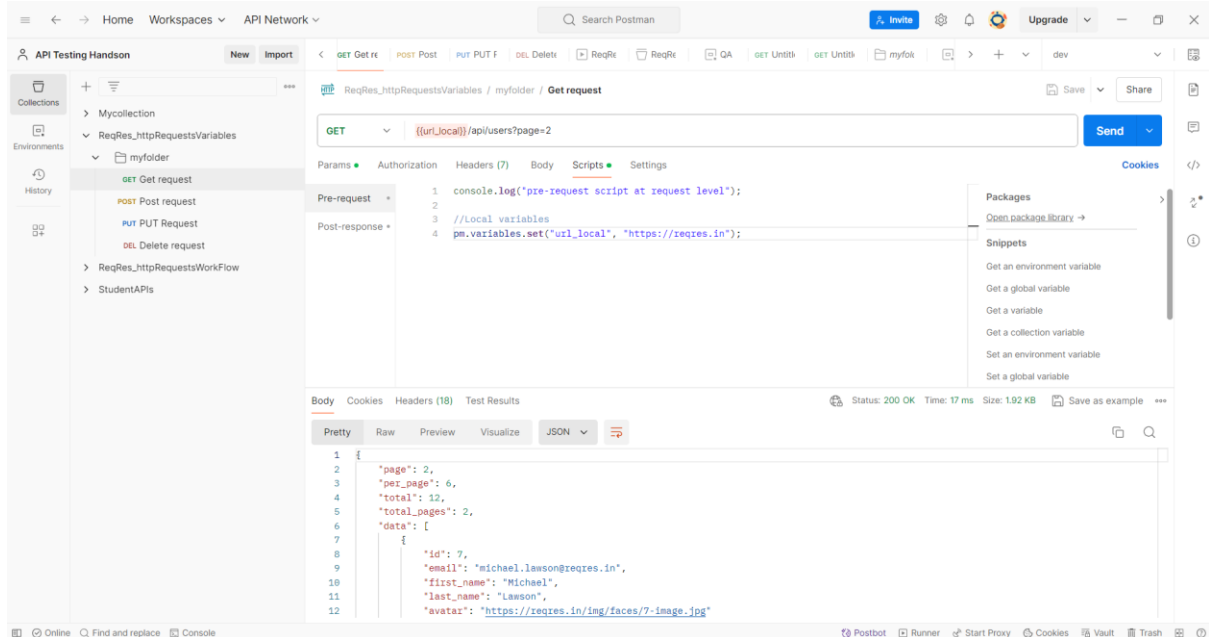 Home Workspaces API Network Search Postman Invite Upgrade
API Testing Handson New Import GET Get re POST Post PUT PUT F DEL Delete ReqRe ReqRe QA GET Untitl GET Untitl myfol dev
Collections
Environments
History
Mycollection
ReqRes_httpRequestsVariables
myfolder
GET Get request
POST Post request
PUT PUT Request
DEL Delete request
ReqRes_httpRequestsWorkFlow
StudentAPIs
HTTP ReqRes_httpRequestsVariables / myfolder / Get request Save Share
GET {{url_local}}/api/users?page=2 Send
Params Authorization Headers (7) Body Scripts Settings Cookies
Pre-request
Post-response
1 console.log("pre-request script at request level");
2
3 //Local variables
4 pm.variables.set("url_local", "https://reqres.in");
Packages
Open package library →
Snippets
Get an environment variable
Get a global variable
Get a variable
Get a collection variable
Set an environment variable
Set a global variable
Body Cookies Headers (18) Test Results Status: 200 OK Time: 17 ms Size: 1.92 KB Save as example
Pretty Raw Preview Visualize JSON
1 {
2 "page": 2,
3 "per_page": 6,
4 "total": 12,
5 "total_pages": 2,
6 "data": [
7 {
8 "id": 7,
9 "email": "michael.lawson@reqres.in",
10 "first_name": "Michael",
11 "last_name": "Lawson",
12 "avatar": "https://reqres.in/img/faces/7-image.jpg"
Online Find and replace Console Postbot Runner Start Proxy Cookies Vault Trash